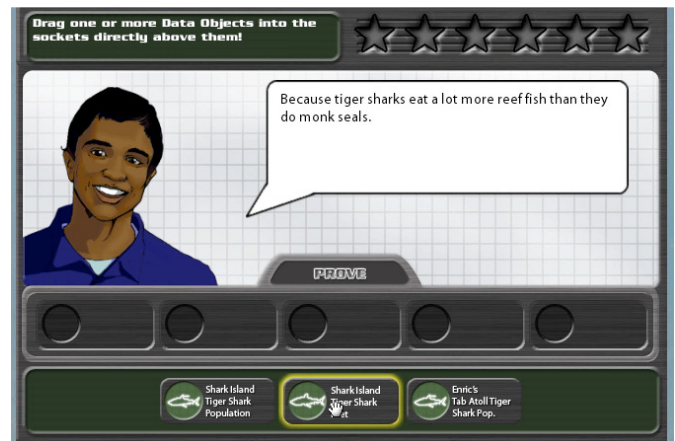 Drag one or more Data Objects into the
sockets directly above them!
Because tiger sharks eat a lot more reef fish than they
do monk seals.
PROVE
Shark Island
Tiger Shark
Population
Shark Island
Tiger Shark
Enric's
Tab Atoll Tiger
Shark Pop.